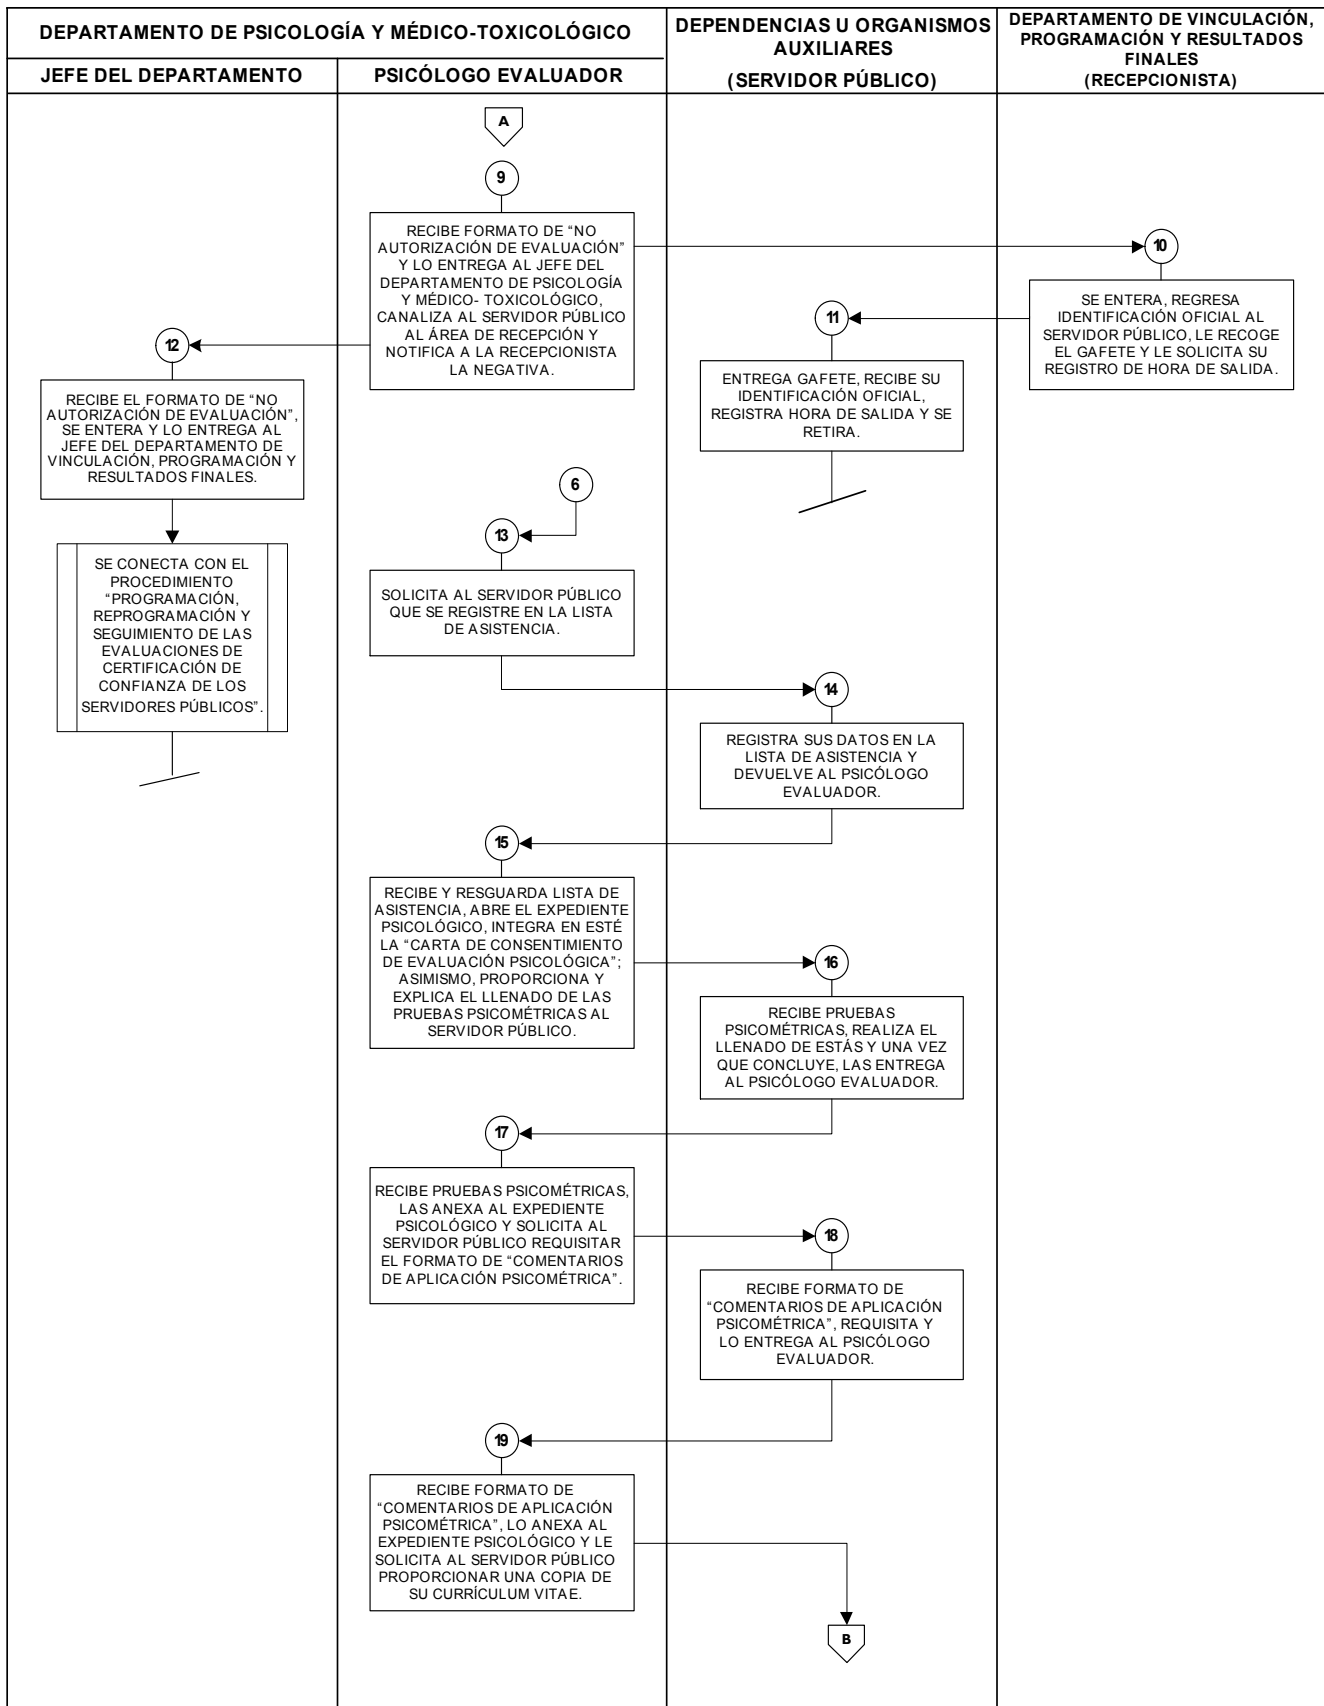 DEPARTAMENTO DE PSICOLOGÍA Y MÉDICO-TOXICOLÓGICO
JEFE DEL DEPARTAMENTO
PSICÓLOGO EVALUADOR
DEPENDENCIAS U ORGANISMOS
AUXILIARES
(SERVIDOR PÚBLICO)
DEPARTAMENTO DE VINCULACIÓN,
PROGRAMACIÓN Y RESULTADOS
FINALES
(RECEPCIONISTA)
A
9
RECIBE FORMATO DE “NO
AUTORIZACIÓN DE EVALUACIÓN”
Y LO ENTREGA AL JEFE DEL
DEPARTAMENTO DE PSICOLOGÍA
Y MÉDICO- TOXICOLÓGICO,
CANALIZA AL SERVIDOR PÚBLICO
AL ÁREA DE RECEPCIÓN Y
NOTIFICA A LA RECEPCIONISTA
LA NEGATIVA.
10
SE ENTERA, REGRESA
IDENTIFICACIÓN OFICIAL AL
SERVIDOR PÚBLICO, LE RECOGE
EL GAFETE Y LE SOLICITA SU
REGISTRO DE HORA DE SALIDA.
11
ENTREGA GAFETE, RECIBE SU
IDENTIFICACIÓN OFICIAL,
REGISTRA HORA DE SALIDA Y SE
RETIRA.
12
RECIBE EL FORMATO DE “NO
AUTORIZACIÓN DE EVALUACIÓN”,
SE ENTERA Y LO ENTREGA AL
JEFE DEL DEPARTAMENTO DE
VINCULACIÓN, PROGRAMACIÓN Y
RESULTADOS FINALES.
SE CONECTA CON EL
PROCEDIMIENTO
“PROGRAMACIÓN,
REPROGRAMACIÓN Y
SEGUIMIENTO DE LAS
EVALUACIONES DE
CERTIFICACIÓN DE
CONFIANZA DE LOS
SERVIDORES PÚBLICOS”.
6
13
SOLICITA AL SERVIDOR PÚBLICO
QUE SE REGISTRE EN LA LISTA
DE ASISTENCIA.
14
REGISTRA SUS DATOS EN LA
LISTA DE ASISTENCIA Y
DEVUELVE AL PSICÓLOGO
EVALUADOR.
15
RECIBE Y RESGUARDA LISTA DE
ASISTENCIA, ABRE EL EXPEDIENTE
PSICOLÓGICO, INTEGRA EN ESTÉ
LA “CARTA DE CONSENTIMIENTO
DE EVALUACIÓN PSICOLÓGICA”;
ASIMISMO, PROPORCIONA Y
EXPLICA EL LLENADO DE LAS
PRUEBAS PSICOMÉTRICAS AL
SERVIDOR PÚBLICO.
16
RECIBE PRUEBAS
PSICOMÉTRICAS, REALIZA EL
LLENADO DE ESTÁS Y UNA VEZ
QUE CONCLUYE, LAS ENTREGA
AL PSICÓLOGO EVALUADOR.
17
RECIBE PRUEBAS PSICOMÉTRICAS,
LAS ANEXA AL EXPEDIENTE
PSICOLÓGICO Y SOLICITA AL
SERVIDOR PÚBLICO REQUISITAR
EL FORMATO DE “COMENTARIOS
DE APLICACIÓN PSICOMÉTRICA”.
18
RECIBE FORMATO DE
“COMENTARIOS DE APLICACIÓN
PSICOMÉTRICA”, REQUISITA Y
LO ENTREGA AL PSICÓLOGO
EVALUADOR.
19
RECIBE FORMATO DE
“COMENTARIOS DE APLICACIÓN
PSICOMÉTRICA”, LO ANEXA AL
EXPEDIENTE PSICOLÓGICO Y LE
SOLICITA AL SERVIDOR PÚBLICO
PROPORCIONAR UNA COPIA DE
SU CURRÍCULUM VITAE.
B